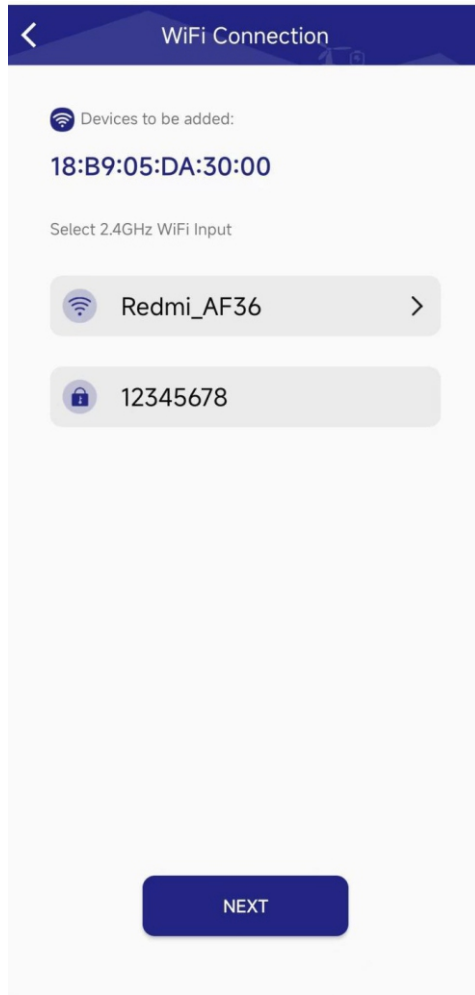 WiFi Connection
Devices to be added:
18:B9:05:DA:30:00
Select 2.4GHz WiFi Input
Redmi_AF36
12345678
NEXT